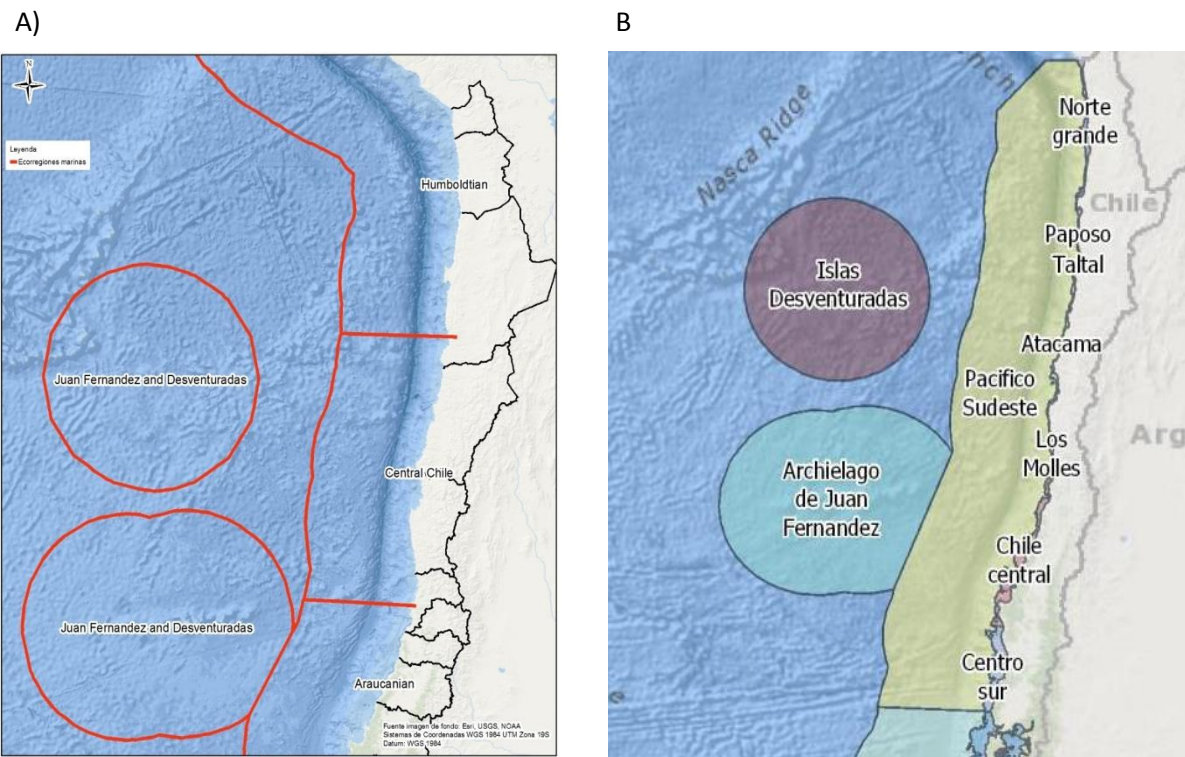 A)
B
N
Leyenda
Ecorregiones marinas
Humboldtian
Juan Fernandez and Desventuradas
Central Chile
Juan Fernandez and Desventuradas
Araucanian
Fuente imagen de fondo: Esri, USGS, NOAA
Sistemas de Coordenadas WGS 1984 UTM Zona 19S
Datum: WGS 1984
nch
Norte
grande
Nasca Ridge
Chile
Paposo
Taltal
Islas
Desventuradas
Atacama
Pacifico
Sudeste
Los
Molles
Arg
Archielago
de Juan
Fernandez
Chile
central
Centro
sur
e